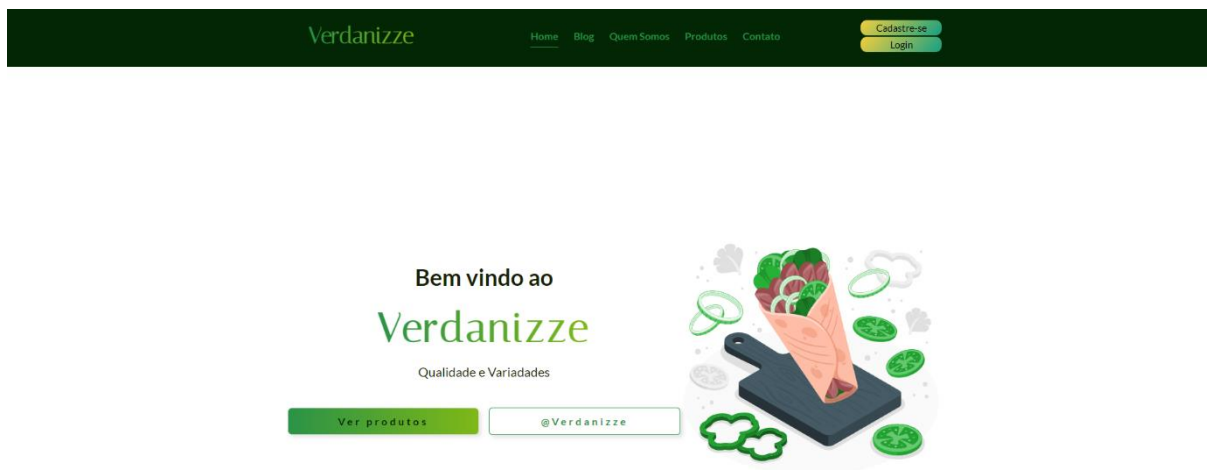 Verdanizze
Home Blog Quem Somos Produtos Contato
Cadastre-se
Login
Bem vindo ao
Verdanizze
Qualidade e Variadades
Ver produtos
@Verdanizze